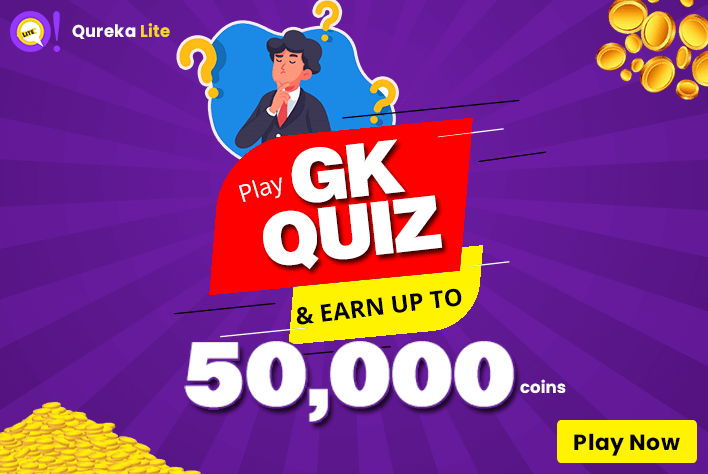 LITE
Qureka Lite
Play GK
QUIZ
& EARN UP TO
50,000 coins
Play Now